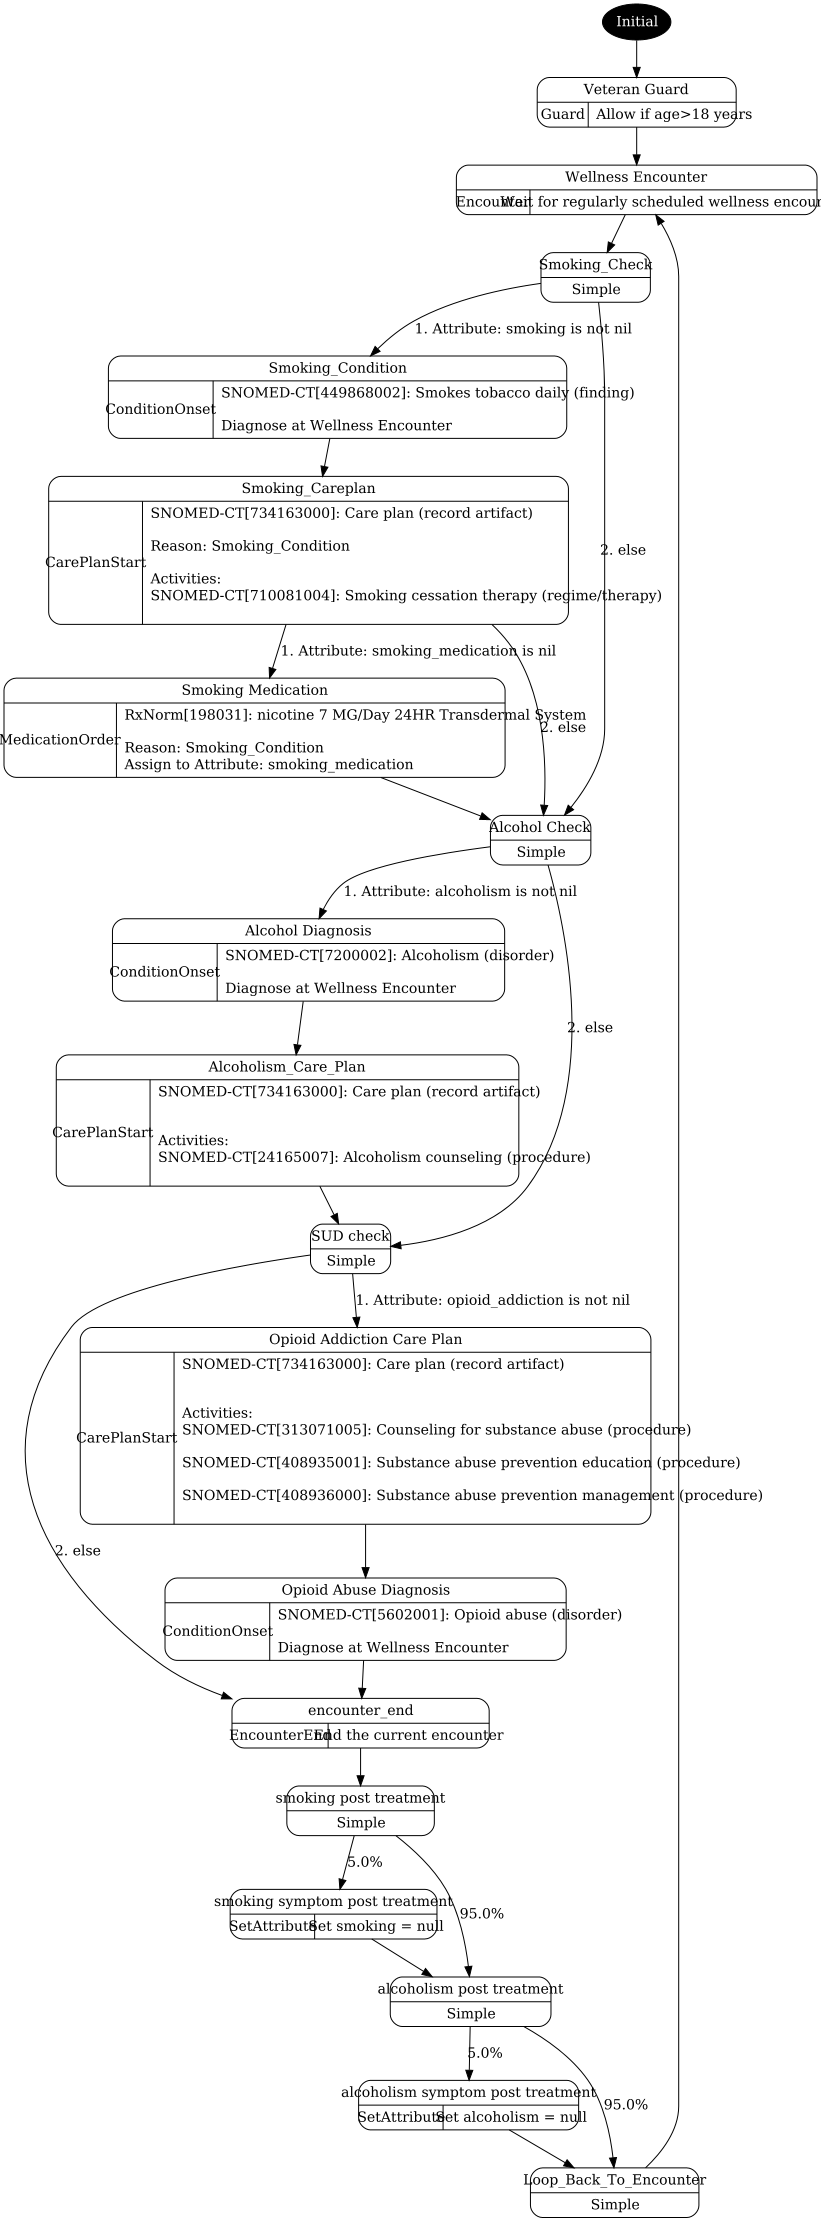 Initial
Veteran Guard
Guard
Allow if age>18 years
Wellness Encounter
Encounter
Wait for regularly scheduled wellness encour
Smoking_Check
Simple
1. Attribute: smoking is not nil
Smoking_Condition
ConditionOnset
SNOMED-CT[449868002]: Smokes tobacco daily (finding)
Diagnose at Wellness Encounter
Smoking_Careplan
CarePlanStart
SNOMED-CT[734163000]: Care plan (record artifact)
Reason: Smoking_Condition
Activities:
SNOMED-CT[710081004]: Smoking cessation therapy (regime/therapy)
2. else
1. Attribute: smoking_medication is nil
Smoking Medication
MedicationOrder
RxNorm[198031]: nicotine 7 MG/Day 24HR Transdermal System
Reason: Smoking_Condition
Assign to Attribute: smoking_medication
2. else
Alcohol Check
Simple
1. Attribute: alcoholism is not nil
Alcohol Diagnosis
ConditionOnset
SNOMED-CT[7200002]: Alcoholism (disorder)
Diagnose at Wellness Encounter
2. else
Alcoholism_Care_Plan
CarePlanStart
SNOMED-CT[734163000]: Care plan (record artifact)
Activities:
SNOMED-CT[24165007]: Alcoholism counseling (procedure)
SUD check
Simple
1. Attribute: opioid_addiction is not nil
Opioid Addiction Care Plan
CarePlanStart
SNOMED-CT[734163000]: Care plan (record artifact)
Activities:
SNOMED-CT[313071005]: Counseling for substance abuse (procedure)
SNOMED-CT[408935001]: Substance abuse prevention education (procedure)
SNOMED-CT[408936000]: Substance abuse prevention management (procedure)
2. else
Opioid Abuse Diagnosis
ConditionOnset
SNOMED-CT[5602001]: Opioid abuse (disorder)
Diagnose at Wellness Encounter
encounter_end
EncounterEnd
End the current encounter
smoking post treatment
Simple
5.0%
smoking symptom post treatment
SetAttribute
Set smoking = null
95.0%
alcoholism post treatment
Simple
5.0%
alcoholism symptom post treatment
SetAttribute
Set alcoholism = null
95.0%
Loop_Back_To_Encounter
Simple